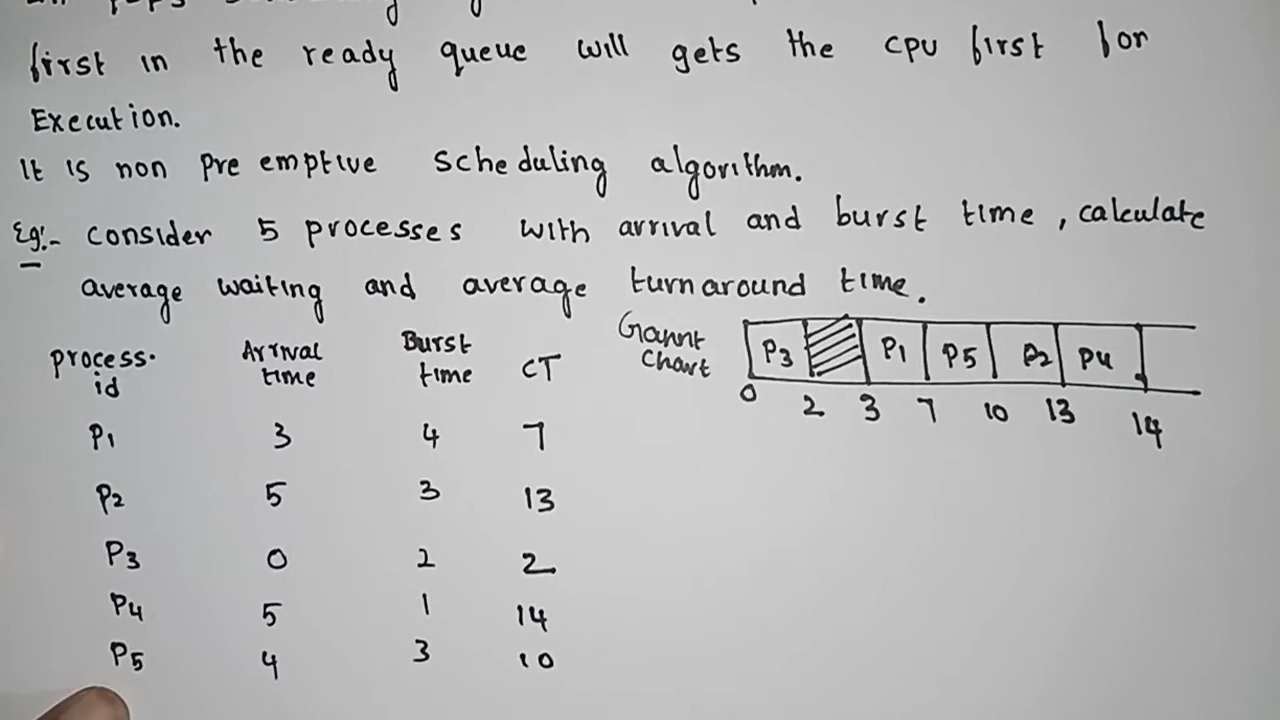 first in the ready queue will gets the cpu first for
Execution.
It is non pre emptive scheduling algorithm.
Eg:- consider 5 processes with arrival and burst time, calculate
average waiting and average turnaround time.
process id Arrival time Burst time CT
P1 3 4 7
P2 5 3 13
P3 0 2 2
P4 5 1 14
P5 4 3 10
Gannt chart
P3 P1 P5 P2 P4
0 2 3 7 10 13 14